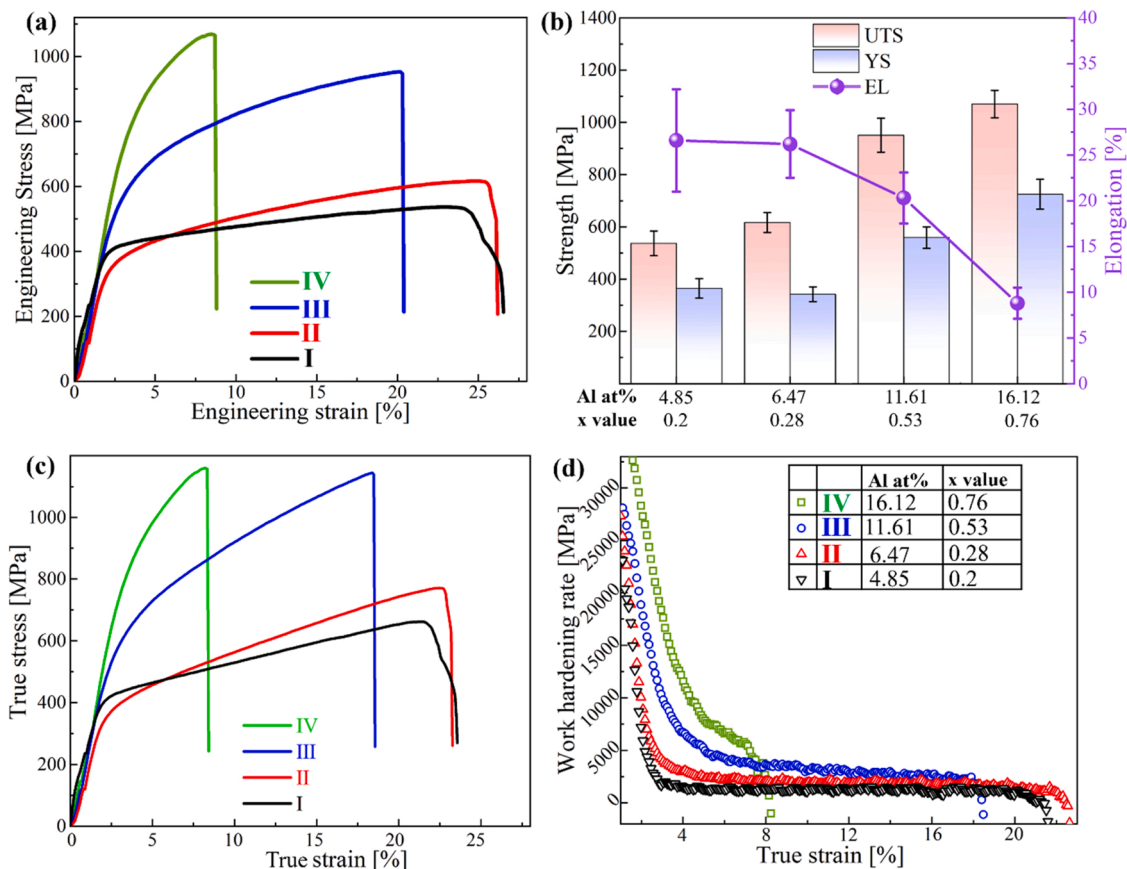 (a)
Engineering Stress [MPa]
1000
800
600
400
200
0
IV
III
II
I
0 5 10 15 20 25
Engineering strain [%]
(b)
Strength [MPa]
1400
1200
1000
800
600
400
200
UTS
YS
EL
40
35
30
25
20
15
10
5
0
Elongation [%]
Al at% 4.85 6.47 11.61 16.12
x value 0.2 0.28 0.53 0.76
(c)
True stress [MPa]
1000
800
600
400
200
0
IV
III
II
I
0 5 10 15 20 25
True strain [%]
(d)
Work hardening rate [MPa]
30000
25000
20000
15000
10000
5000
0
Al at% x value
IV 16.12 0.76
III 11.61 0.53
II 6.47 0.28
I 4.85 0.2
4 8 12 16 20
True strain [%]